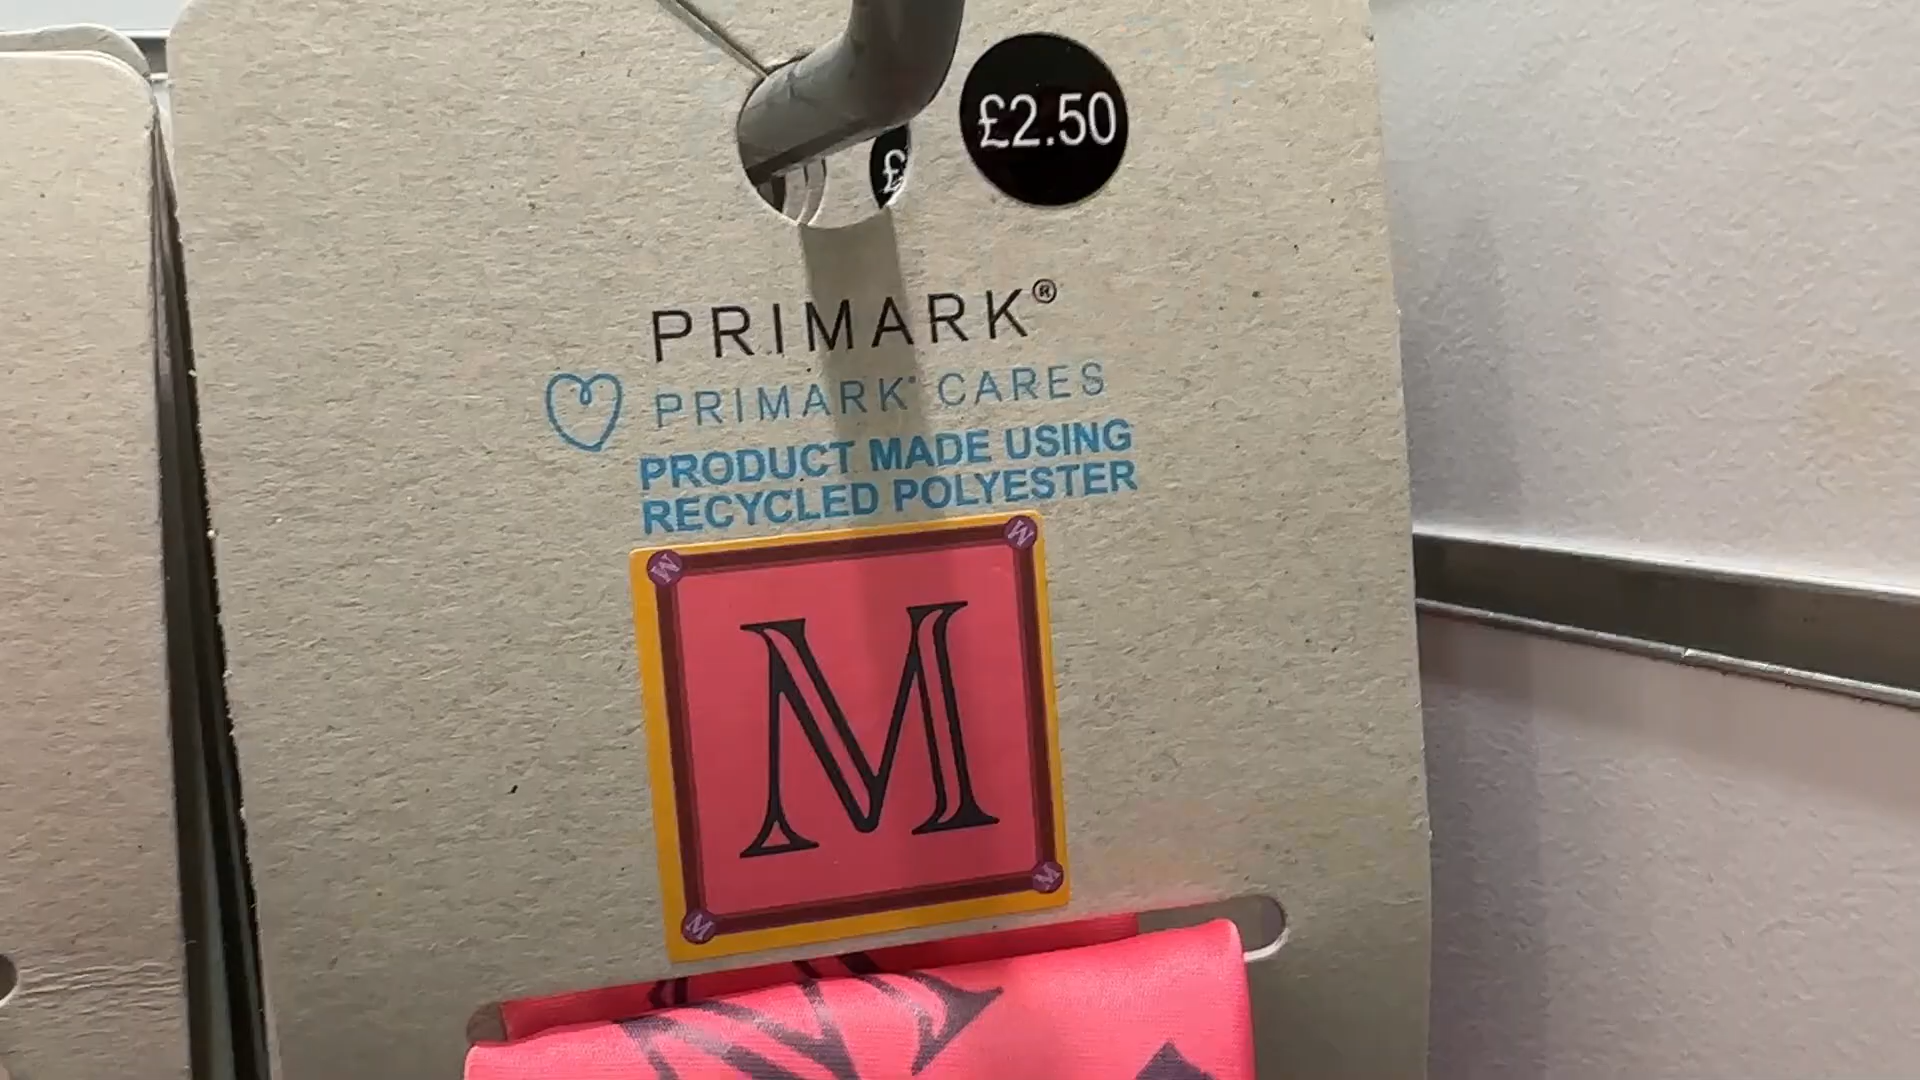 £2.50
£
PRIMARK®
PRIMARK® CARES
PRODUCT MADE USING
RECYCLED POLYESTER
M W
M
M M